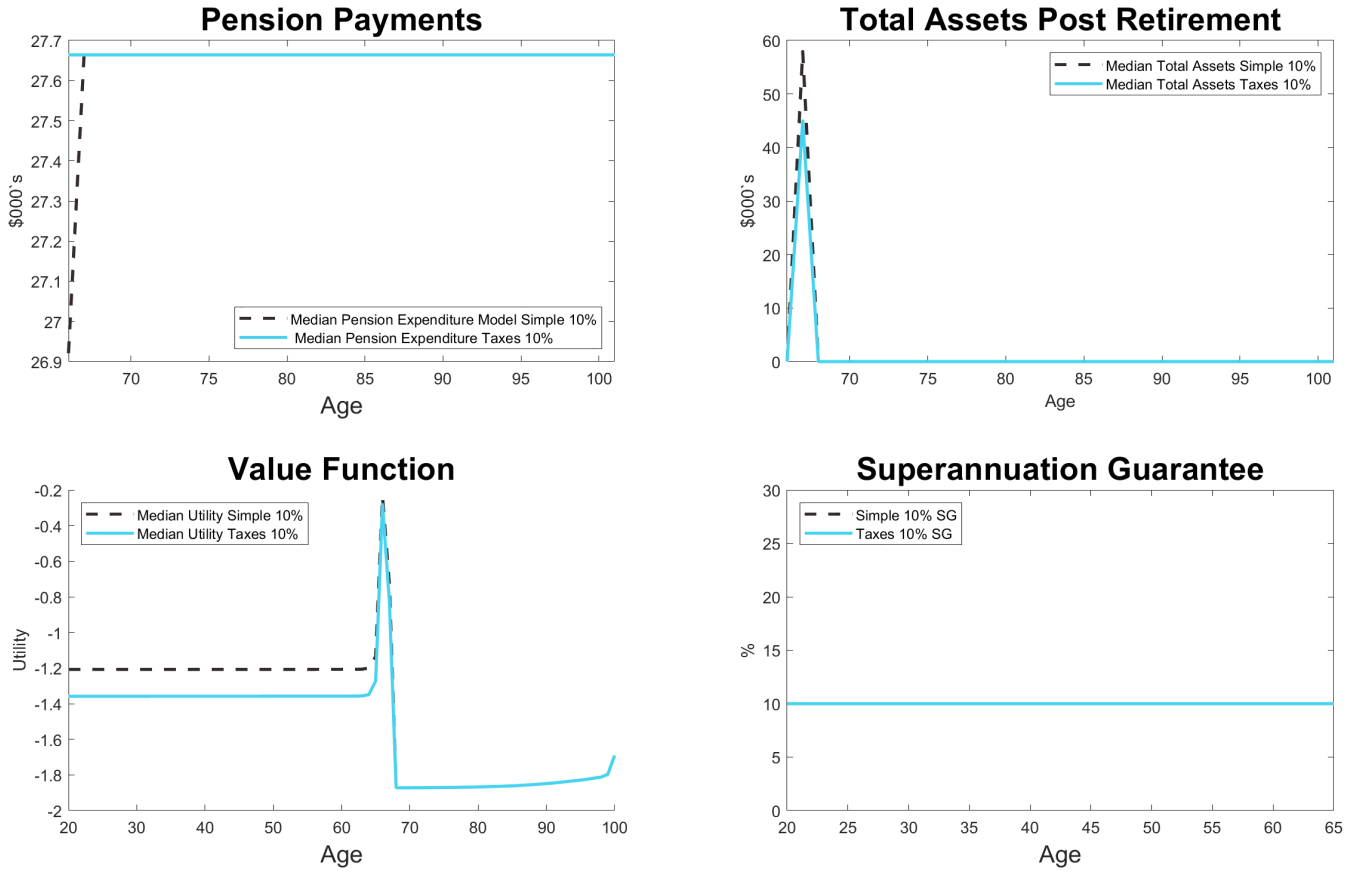 Pension Payments
27.7
27.6
27.5
27.4
27.3
27.2
27.1
27
26.9
$000`s
Median Pension Expenditure Model Simple 10%
Median Pension Expenditure Taxes 10%
70 75 80 85 90 95 100
Age
Total Assets Post Retirement
60
50
40
30
20
10
0
$000`s
Median Total Assets Simple 10%
Median Total Assets Taxes 10%
70 75 80 85 90 95 100
Age
Value Function
-0.2
-0.4
-0.6
-0.8
-1
-1.2
-1.4
-1.6
-1.8
-2
Utility
Median Utility Simple 10%
Median Utility Taxes 10%
20 30 40 50 60 70 80 90 100
Age
Superannuation Guarantee
30
25
20
15
10
5
0
%
Simple 10% SG
Taxes 10% SG
20 25 30 35 40 45 50 55 60 65
Age